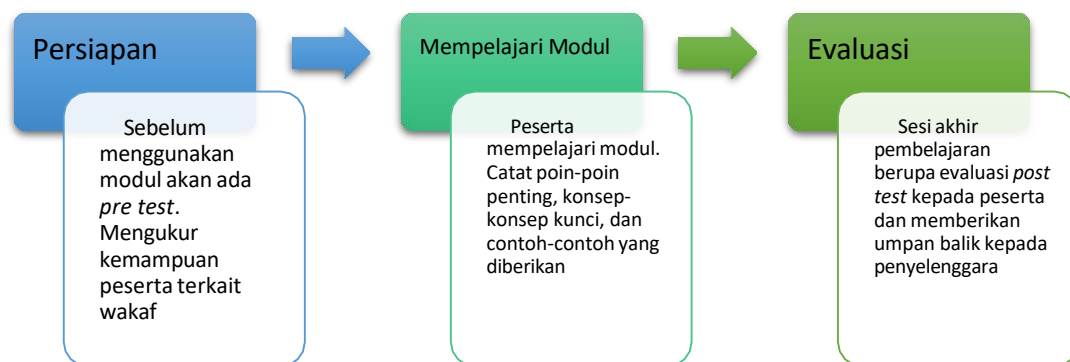 Persiapan
Sebelum
menggunakan
modul akan ada
pre test.
Mengukur
kemampuan
peserta terkait
wakaf
Mempelajari Modul
Peserta
mempelajari modul.
Catat poin-poin
penting, konsep-
konsep kunci, dan
contoh-contoh yang
diberikan
Evaluasi
Sesi akhir
pembelajaran
berupa evaluasi post
test kepada peserta
dan memberikan
umpan balik kepada
penyelenggara